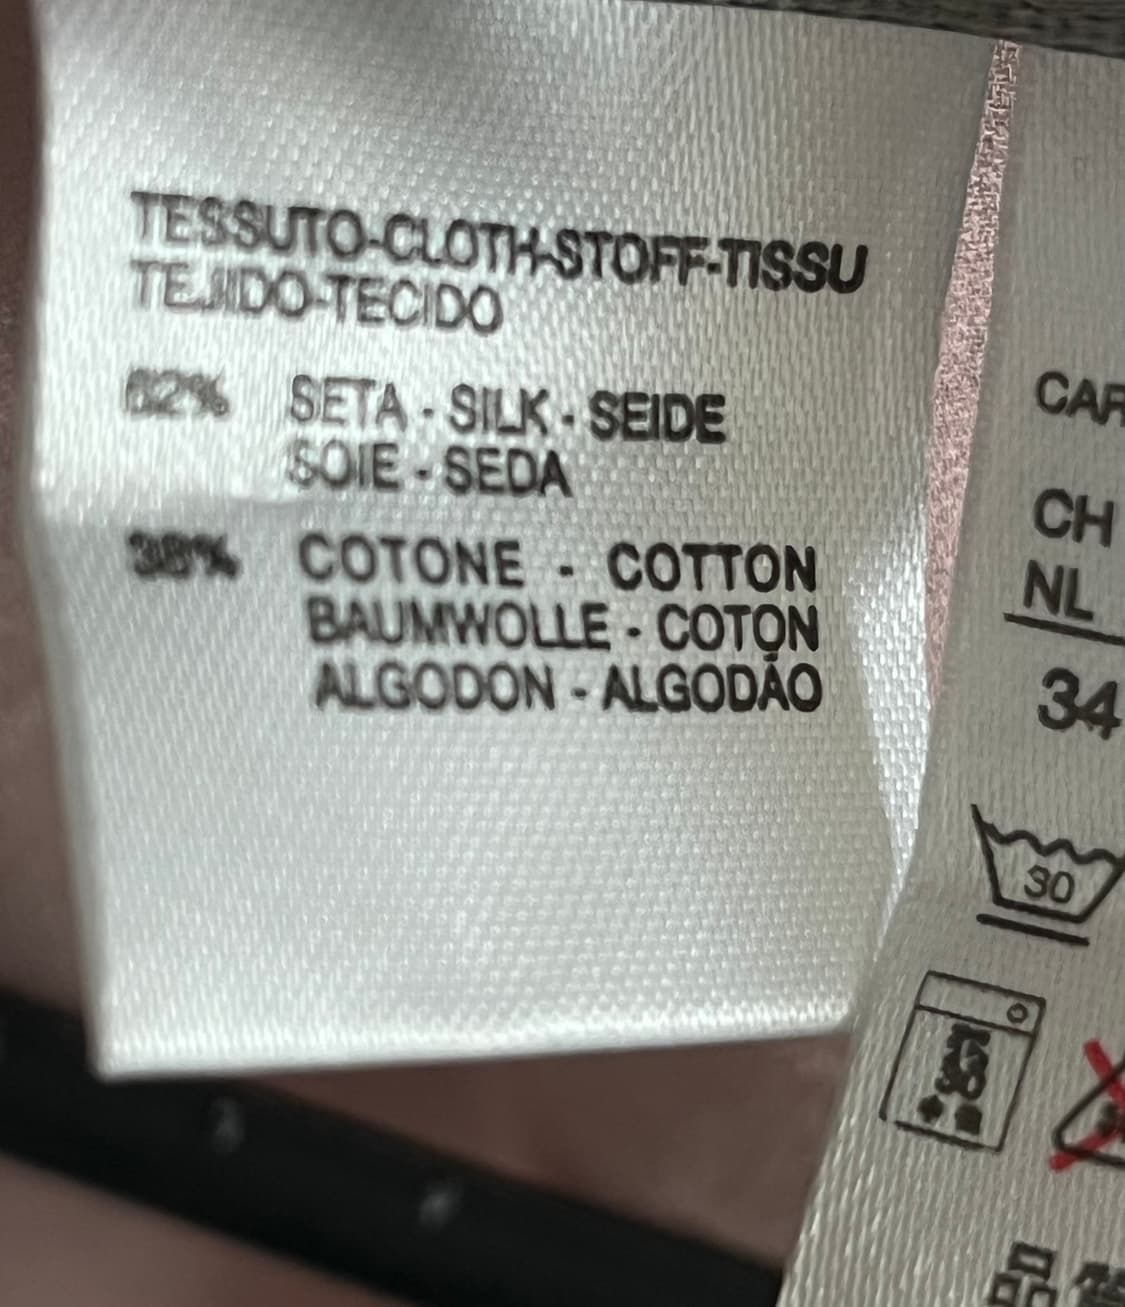 TESSUTO-CLOTH-STOFF-TISSU
TEJIDO-TECIDO
62% SETA - SILK - SEIDE
SOIE - SEDA
38% COTONE - COTTON
BAUMWOLLE - COTON
ALGODON - ALGODÃO
CH
NL
34
30